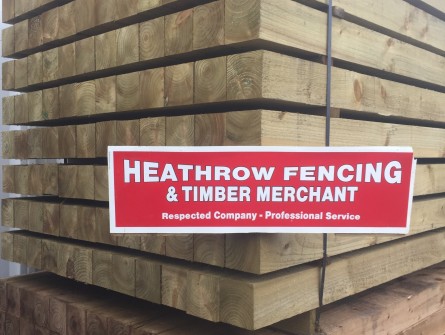 HEATHROW FENCING
& TIMBER MERCHANT
Respected Company - Professional Service